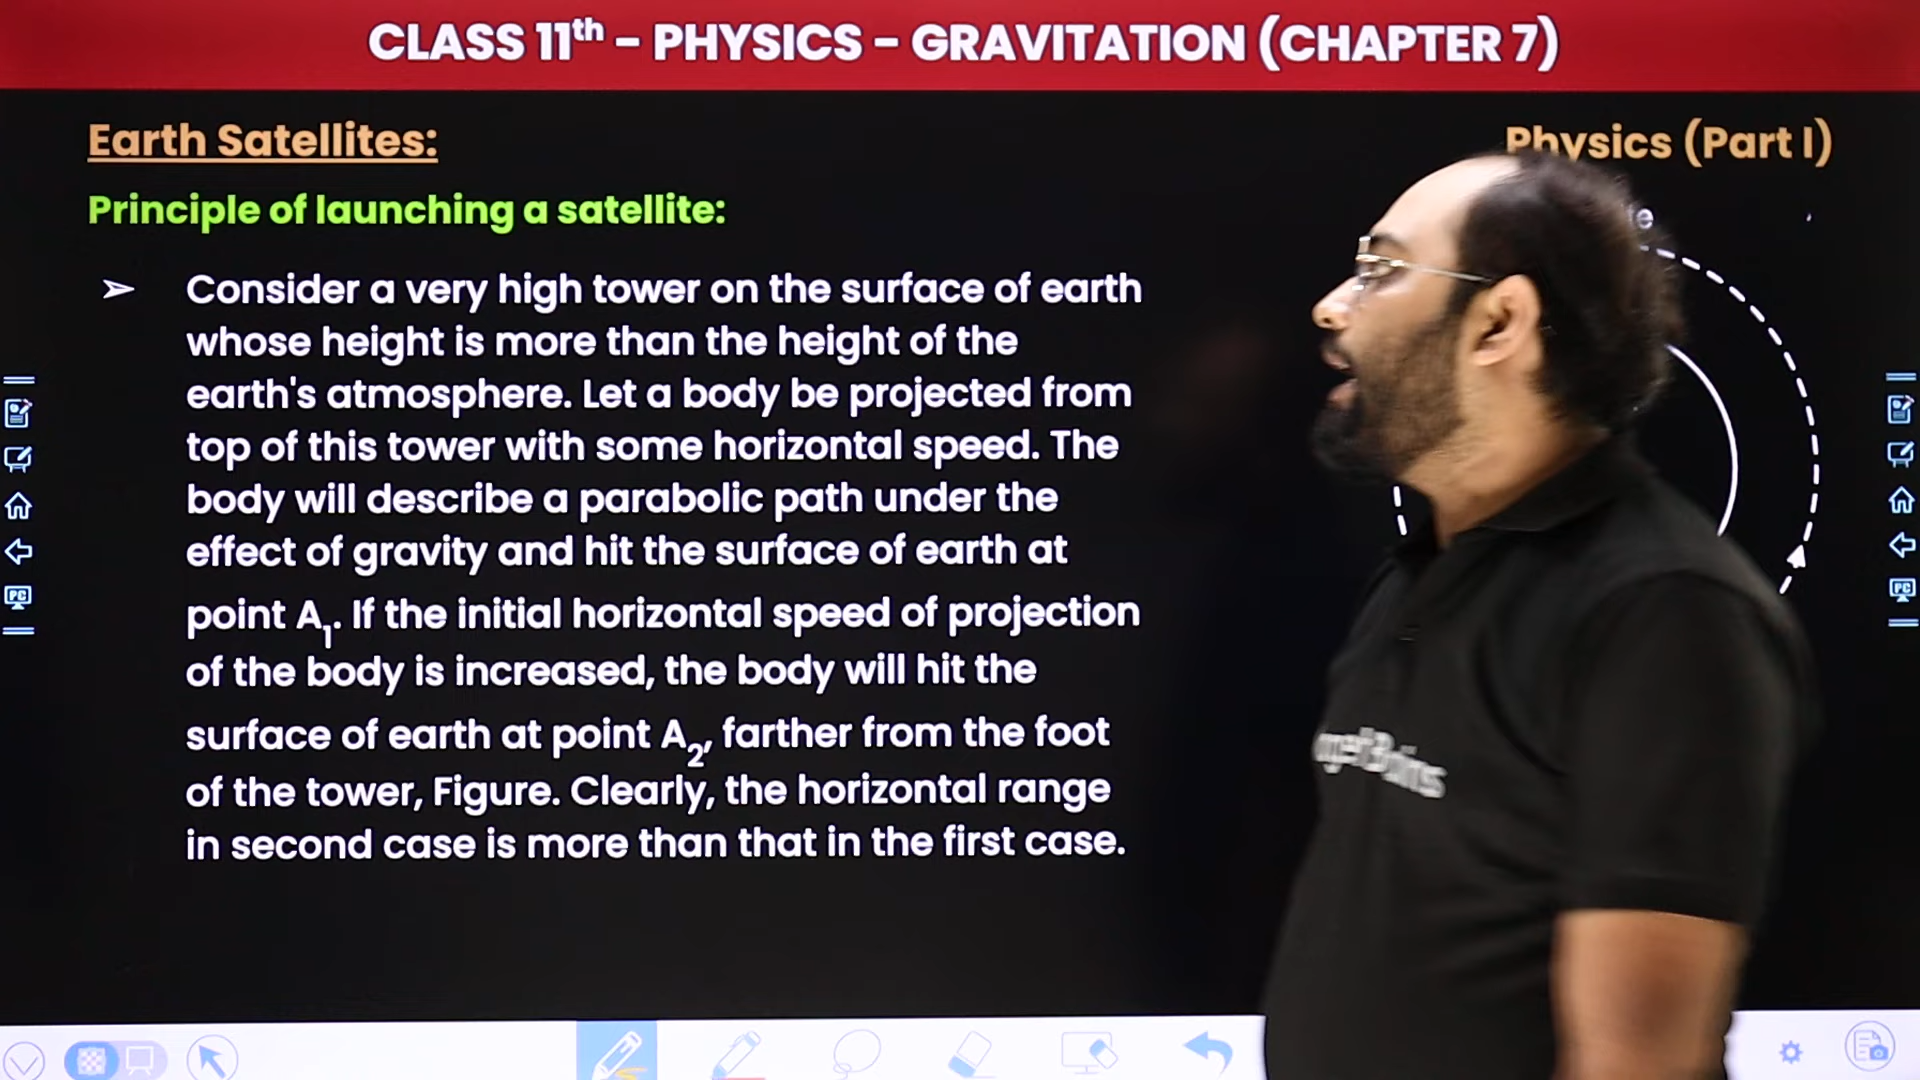 CLASS 11th - PHYSICS - GRAVITATION (CHAPTER 7)
Earth Satellites:
Physics (Part I)
Principle of launching a satellite:
➢ Consider a very high tower on the surface of earth
whose height is more than the height of the
earth's atmosphere. Let a body be projected from
top of this tower with some horizontal speed. The
body will describe a parabolic path under the
effect of gravity and hit the surface of earth at
point A1. If the initial horizontal speed of projection
of the body is increased, the body will hit the
surface of earth at point A2, farther from the foot
of the tower, Figure. Clearly, the horizontal range
in second case is more than that in the first case.
PC
PC